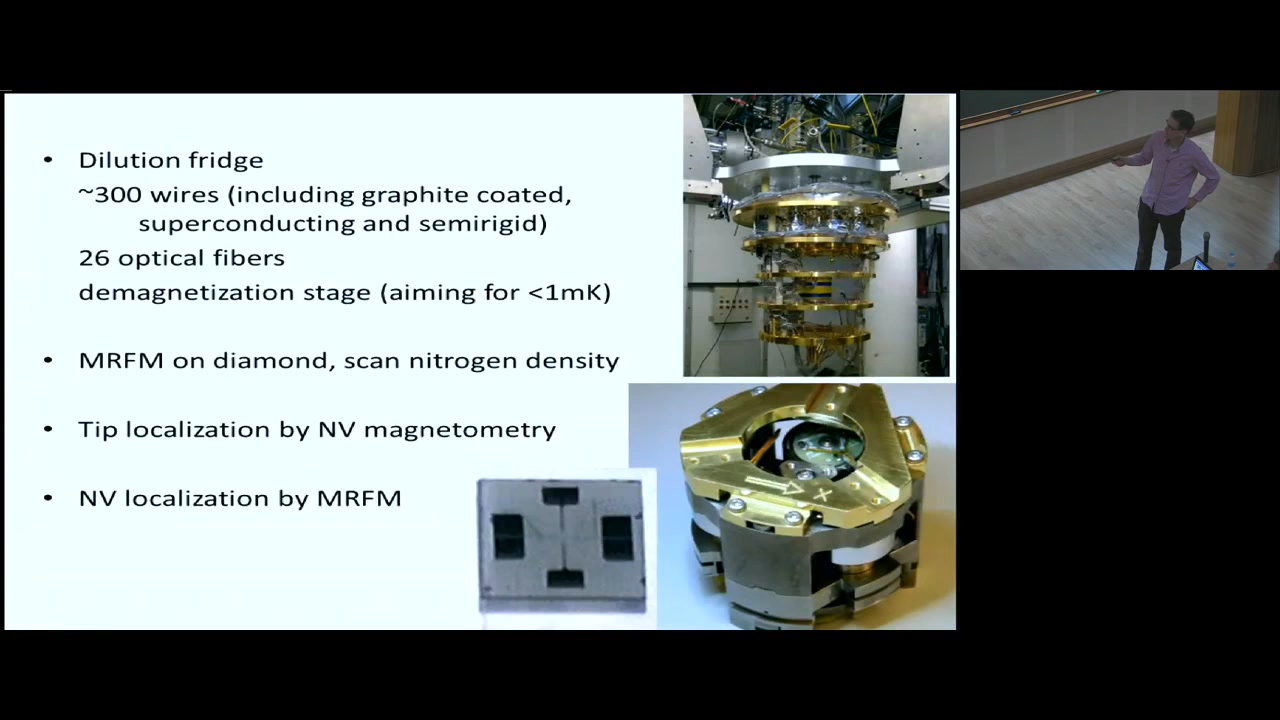 • Dilution fridge
~300 wires (including graphite coated,
superconducting and semirigid)
26 optical fibers
demagnetization stage (aiming for <1mK)
• MRFM on diamond, scan nitrogen density
• Tip localization by NV magnetometry
• NV localization by MRFM
X